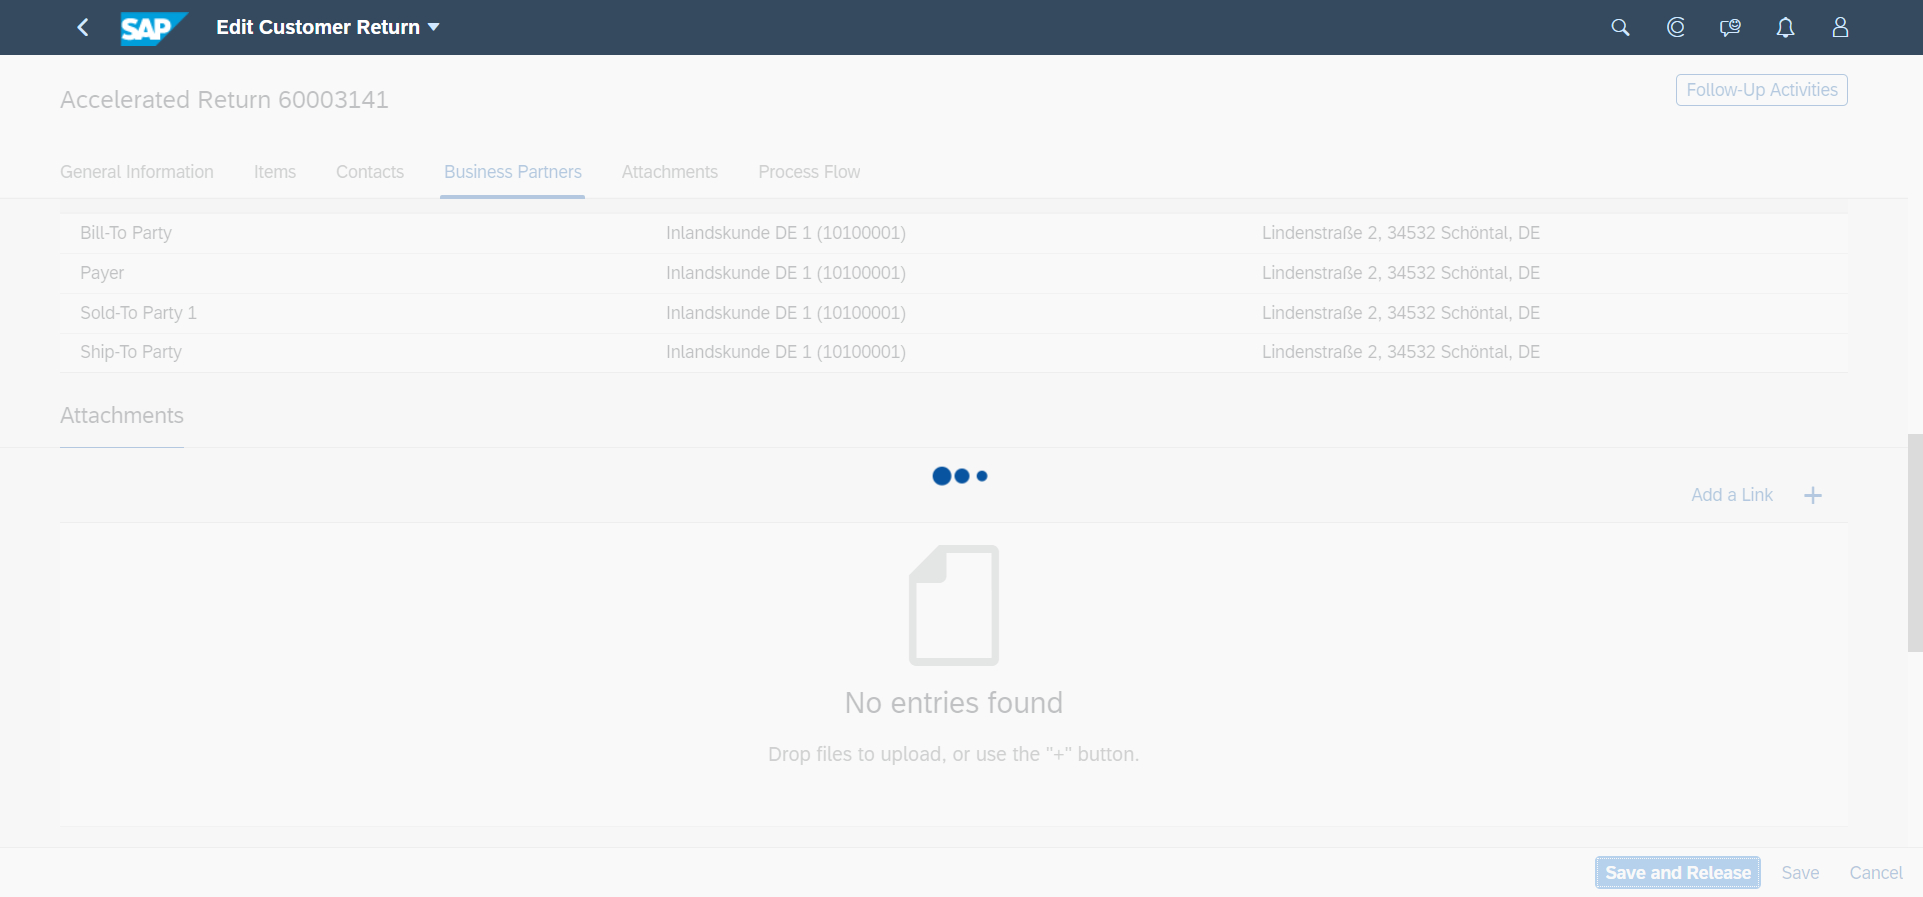 SAP Edit Customer Return
Accelerated Return 60003141
Follow-Up Activities
General Information Items Contacts Business Partners Attachments Process Flow
Bill-To Party Inlandskunde DE 1 (10100001) Lindenstraße 2, 34532 Schöntal, DE
Payer Inlandskunde DE 1 (10100001) Lindenstraße 2, 34532 Schöntal, DE
Sold-To Party 1 Inlandskunde DE 1 (10100001) Lindenstraße 2, 34532 Schöntal, DE
Ship-To Party Inlandskunde DE 1 (10100001) Lindenstraße 2, 34532 Schöntal, DE
Attachments
Add a Link
No entries found
Drop files to upload, or use the "+" button.
Save and Release Save Cancel